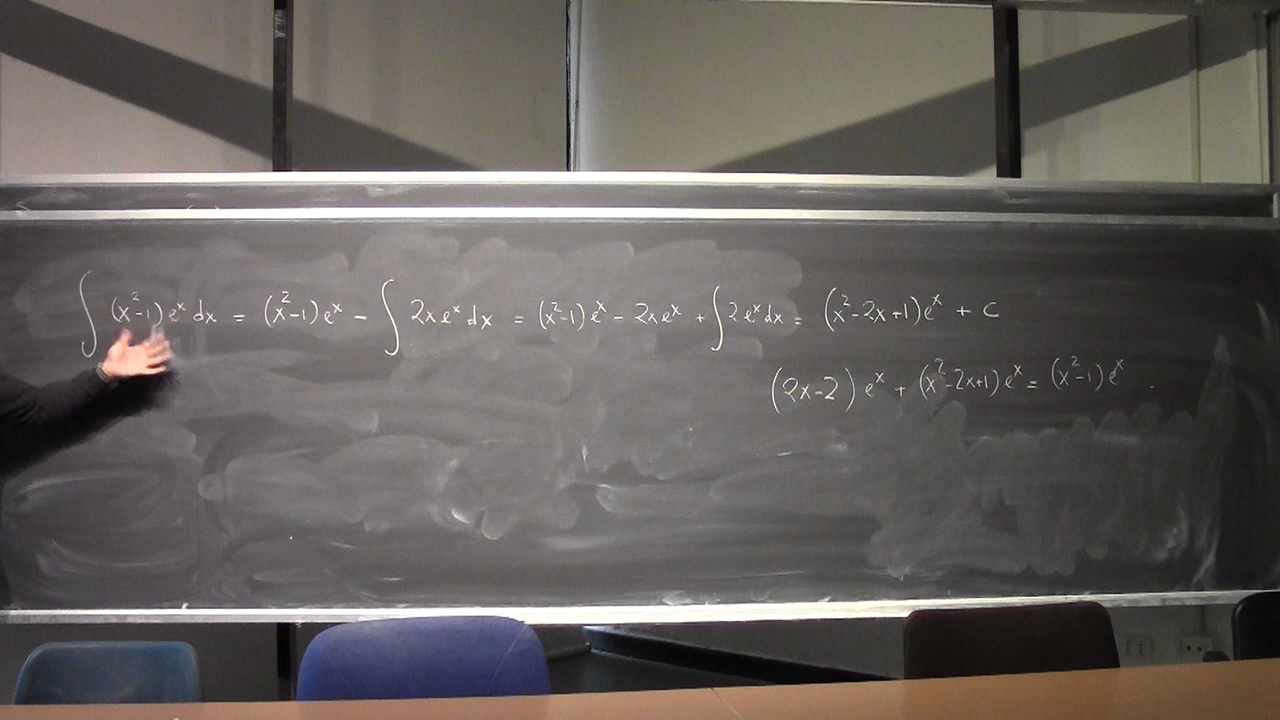 ∫ (x²-1) eˣ dx = (x²-1) eˣ - ∫ 2x eˣ dx = (x²-1) eˣ - 2x eˣ + ∫ 2 eˣ dx = (x²-2x+1) eˣ + c
(2x-2) eˣ + (x²-2x+1) eˣ = (x²-1) eˣ .